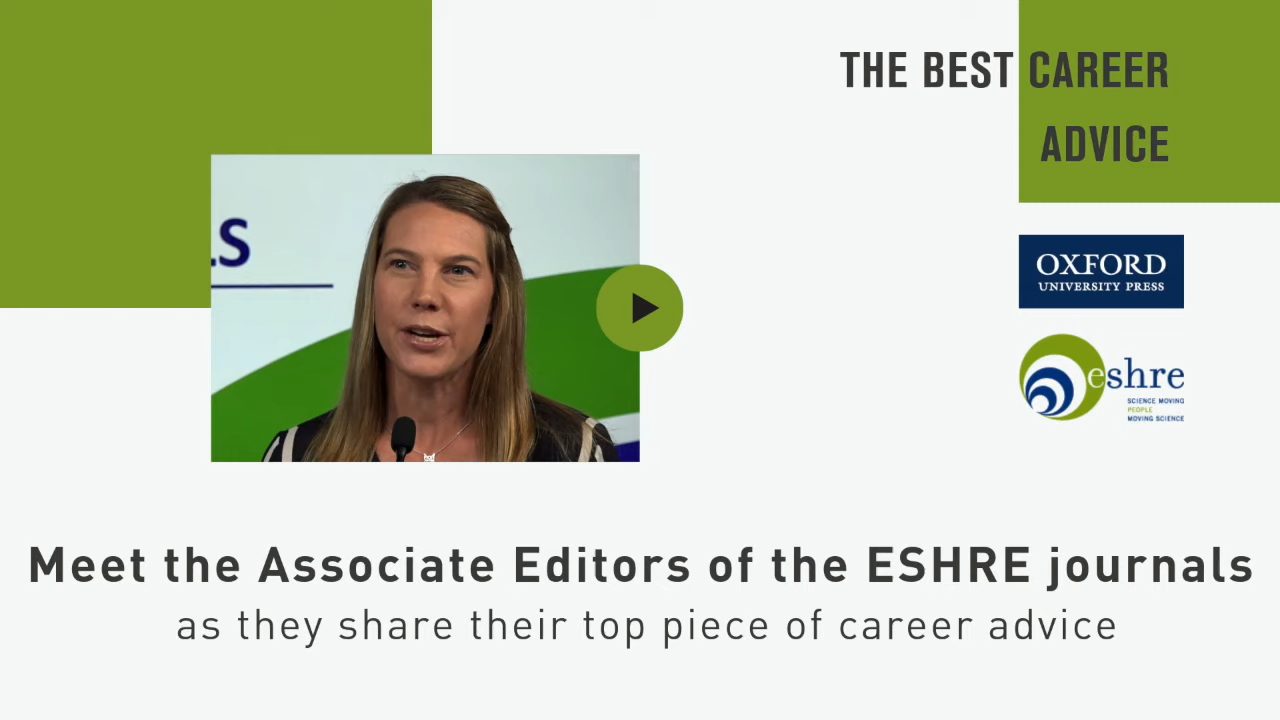 THE BEST CAREER
ADVICE
LS
OXFORD
UNIVERSITY PRESS
eshre
SCIENCE MOVING
PEOPLE
MOVING SCIENCE
Meet the Associate Editors of the ESHRE journals
as they share their top piece of career advice